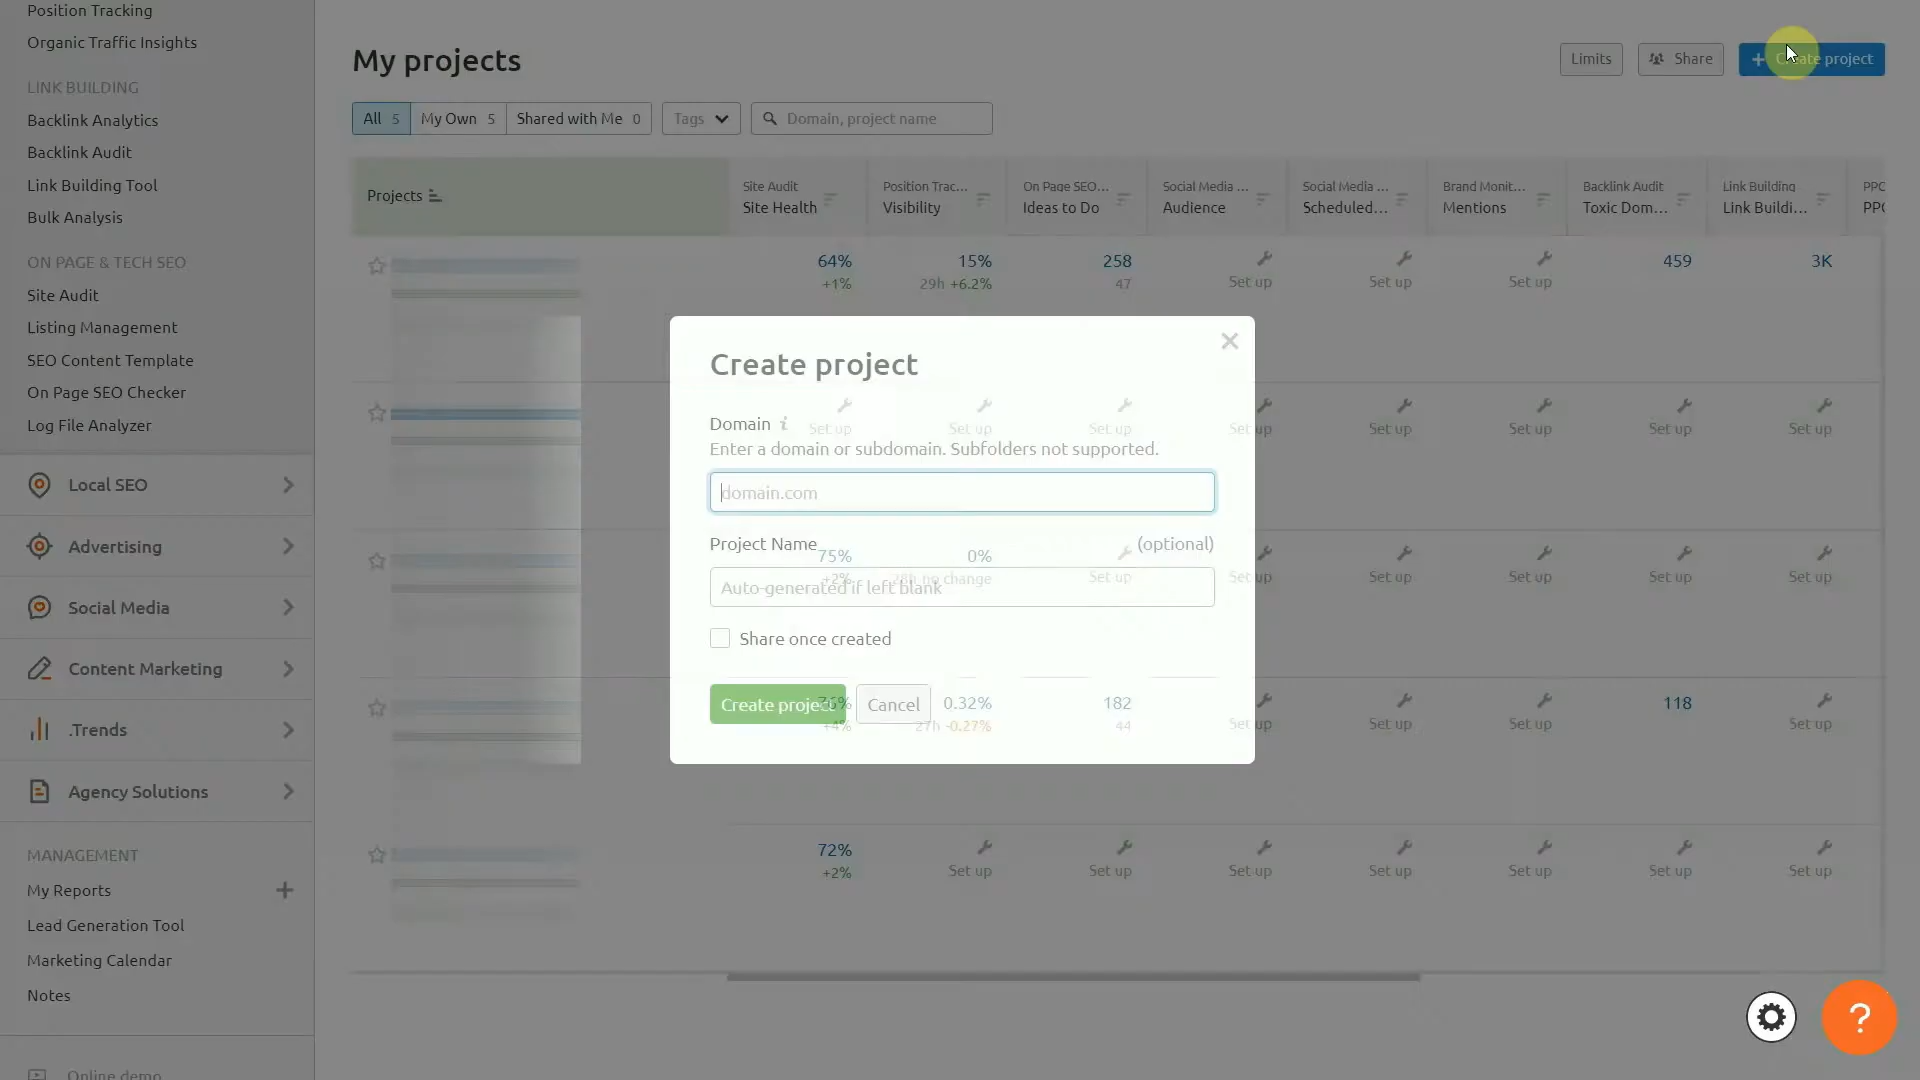 Position Tracking
Organic Traffic Insights
LINK BUILDING
Backlink Analytics
Backlink Audit
Link Building Tool
Bulk Analysis
ON PAGE & TECH SEO
Site Audit
Listing Management
SEO Content Template
On Page SEO Checker
Log File Analyzer
Local SEO
Advertising
Social Media
Content Marketing
.Trends
Agency Solutions
MANAGEMENT
My Reports
Lead Generation Tool
Marketing Calendar
Notes
Online demo
My projects
Limits
Share
+ Create project
All 5
My Own 5
Shared with Me 0
Tags
Domain, project name
Projects
Site Audit
Site Health
Position Trac...
Visibility
On Page SEO...
Ideas to Do
Social Media ...
Audience
Social Media ...
Scheduled...
Brand Monit...
Mentions
Backlink Audit
Toxic Dom...
Link Building
Link Buildi...
PPC
PPC
64% 15% 258 459 3K
+1% 29h +6.2% 47 Set up Set up Set up
Set up Set up Set up Set up Set up Set up Set up Set up
75% 0%
+2% 28h no change Set up Set up Set up Set up Set up Set up
76% 0.32% 182 118
+4% 27h -0.27% 44 Set up Set up Set up Set up
72%
+2% Set up Set up Set up Set up Set up Set up Set up
Create project
Domain i
Enter a domain or subdomain. Subfolders not supported.
domain.com
Project Name (optional)
Auto-generated if left blank
Share once created
Create project
Cancel
?